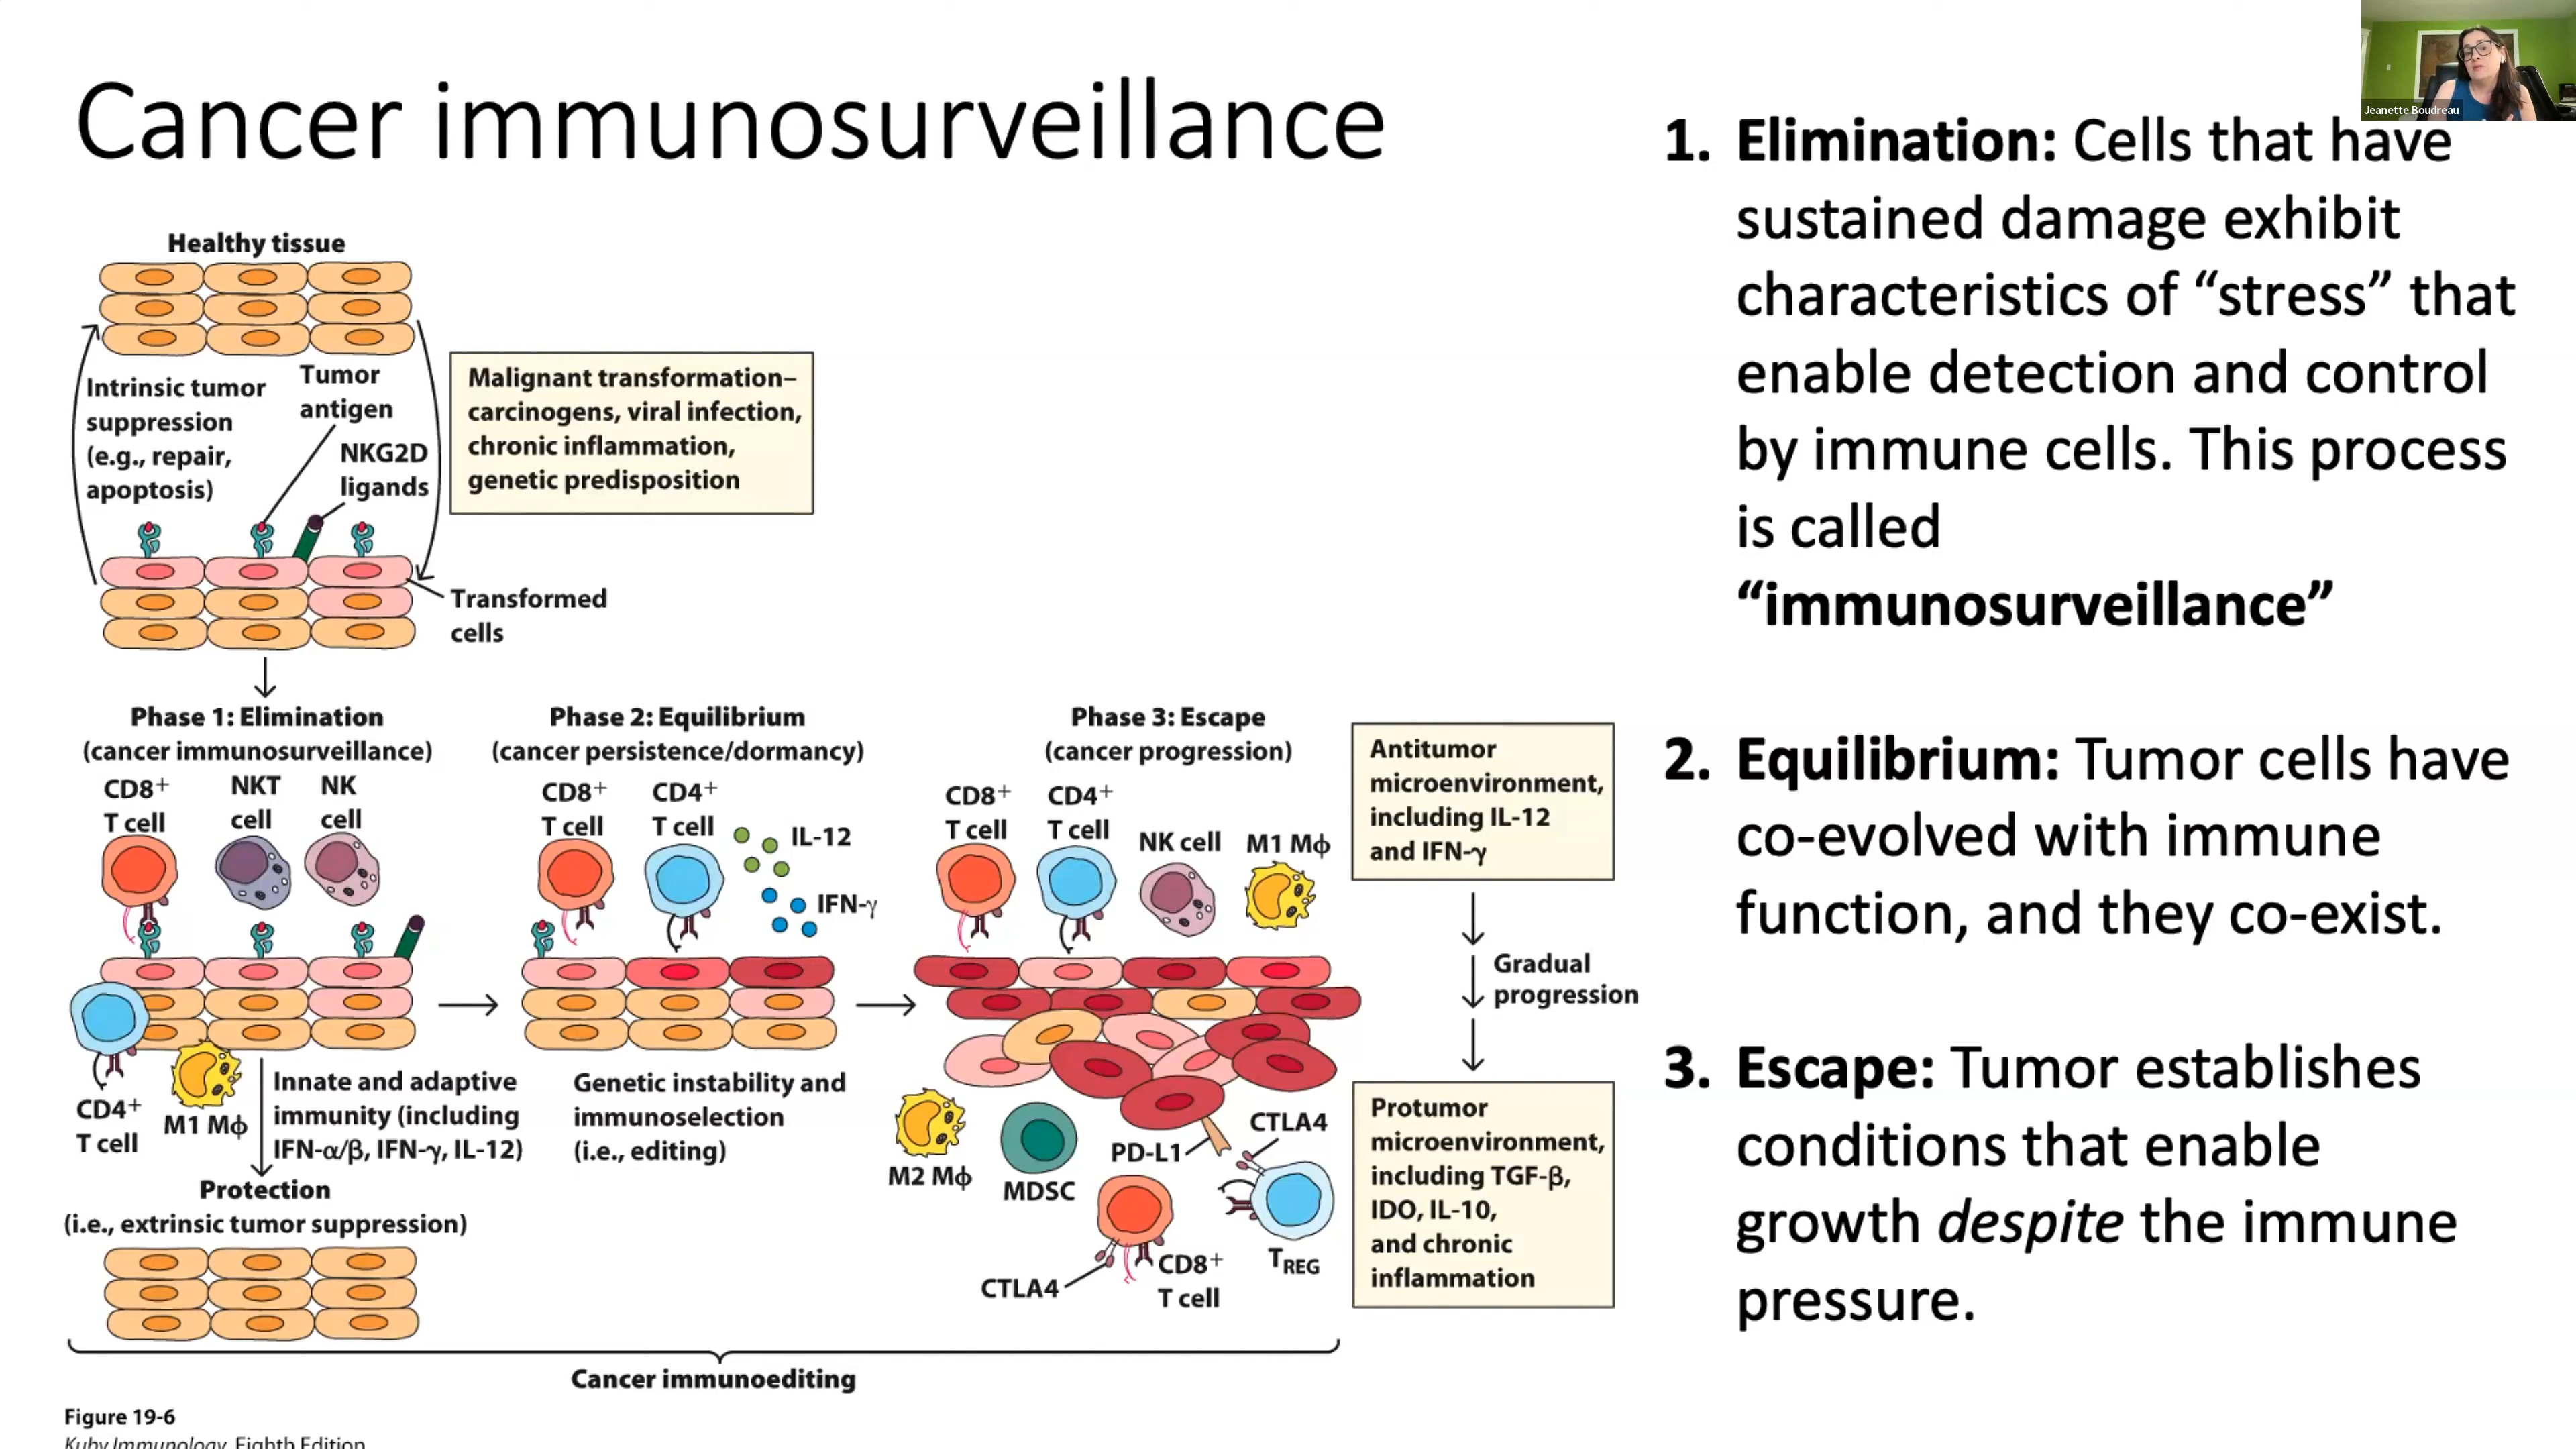 Cancer immunosurveillance
Jeanette Boudreau
Healthy tissue
Intrinsic tumor
suppression
(e.g., repair,
apoptosis)
Tumor
antigen
NKG2D
ligands
Malignant transformation–
carcinogens, viral infection,
chronic inflammation,
genetic predisposition
Transformed
cells
Phase 1: Elimination
(cancer immunosurveillance)
CD8+
T cell
NKT
cell
NK
cell
CD4+
T cell
M1 Mϕ
Innate and adaptive
immunity (including
IFN-α/β, IFN-γ, IL-12)
Protection
(i.e., extrinsic tumor suppression)
Phase 2: Equilibrium
(cancer persistence/dormancy)
CD8+
T cell
CD4+
T cell
IL-12
IFN-γ
Genetic instability and
immunoselection
(i.e., editing)
Phase 3: Escape
(cancer progression)
CD8+
T cell
CD4+
T cell
NK cell
M1 Mϕ
M2 Mϕ
MDSC
PD-L1
CTLA4
CTLA4
CD8+
T cell
TREG
Antitumor
microenvironment,
including IL-12
and IFN-γ
Gradual
progression
Protumor
microenvironment,
including TGF-β,
IDO, IL-10,
and chronic
inflammation
Cancer immunoediting
Figure 19-6
Kuby Immunology, Eighth Edition
1. Elimination: Cells that have
sustained damage exhibit
characteristics of “stress” that
enable detection and control
by immune cells. This process
is called
“immunosurveillance”
2. Equilibrium: Tumor cells have
co-evolved with immune
function, and they co-exist.
3. Escape: Tumor establishes
conditions that enable
growth despite the immune
pressure.